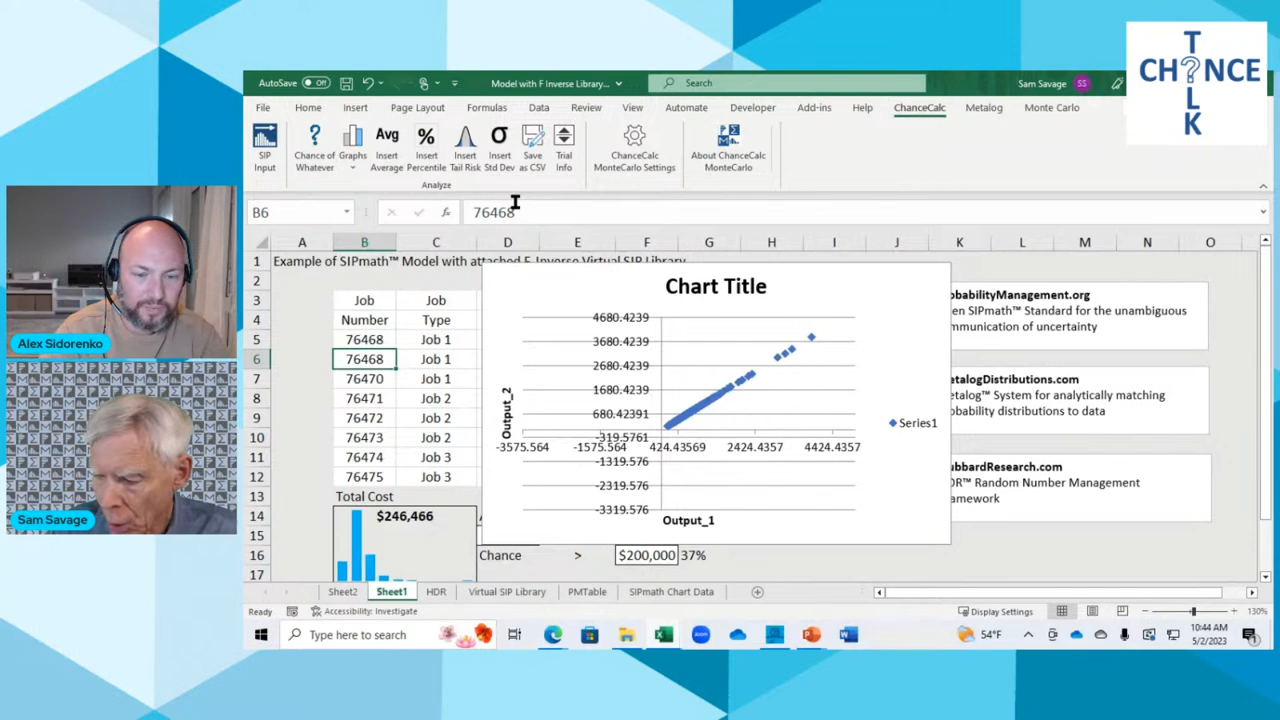 T
CH?NCE
L
K
AutoSave Off
Model with F Inverse Library...
Search
Sam Savage SS
File Home Insert Page Layout Formulas Data Review View Automate Developer Add-ins Help ChanceCalc Metalog Monte Carlo
SIP Input
Chance of Whatever
Graphs
Avg
Insert Average
%
Insert Percentile
Insert Tail Risk
σ
Insert Std Dev
Save as CSV
Trial Info
ChanceCalc MonteCarlo Settings
About ChanceCalc MonteCarlo
Analyze
B6
fx
76468
A B C D E F G H I J K L M N O
1 Example of SIPmath™ Model with attached F-Inverse Virtual SIP Library
2
3 Job Job
4 Number Type
5 76468 Job 1
6 76468 Job 1
7 76470 Job 1
8 76471 Job 2
9 76472 Job 2
10 76473 Job 2
11 76474 Job 3
12 76475 Job 3
13 Total Cost
14 $246,466
15
16 Chance > $200,000 37%
17
Chart Title
4680.4239
3680.4239
2680.4239
1680.4239
680.42391
-319.5761
-1319.576
-2319.576
-3319.576
-3575.564 -1575.564 424.43569 2424.4357 4424.4357
Output_2
Output_1
Series1
obabilityManagement.org
en SIPmath™ Standard for the unambiguous
mmunication of uncertainty
etalogDistributions.com
etalog™ System for analytically matching
obability distributions to data
ubbardResearch.com
DR™ Random Number Management
amework
Sheet2 Sheet1 HDR Virtual SIP Library PMTable SIPmath Chart Data
Ready
Accessibility: Investigate
Display Settings
130%
Type here to search
54°F
10:44 AM
5/2/2023
Alex Sidorenko
Sam Savage